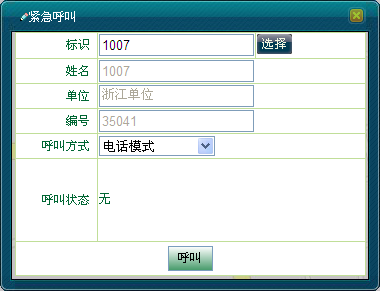 紧急呼叫
标识 1007 选择
姓名 1007
单位 浙江单位
编号 35041
呼叫方式 电话模式
呼叫状态 无
呼叫